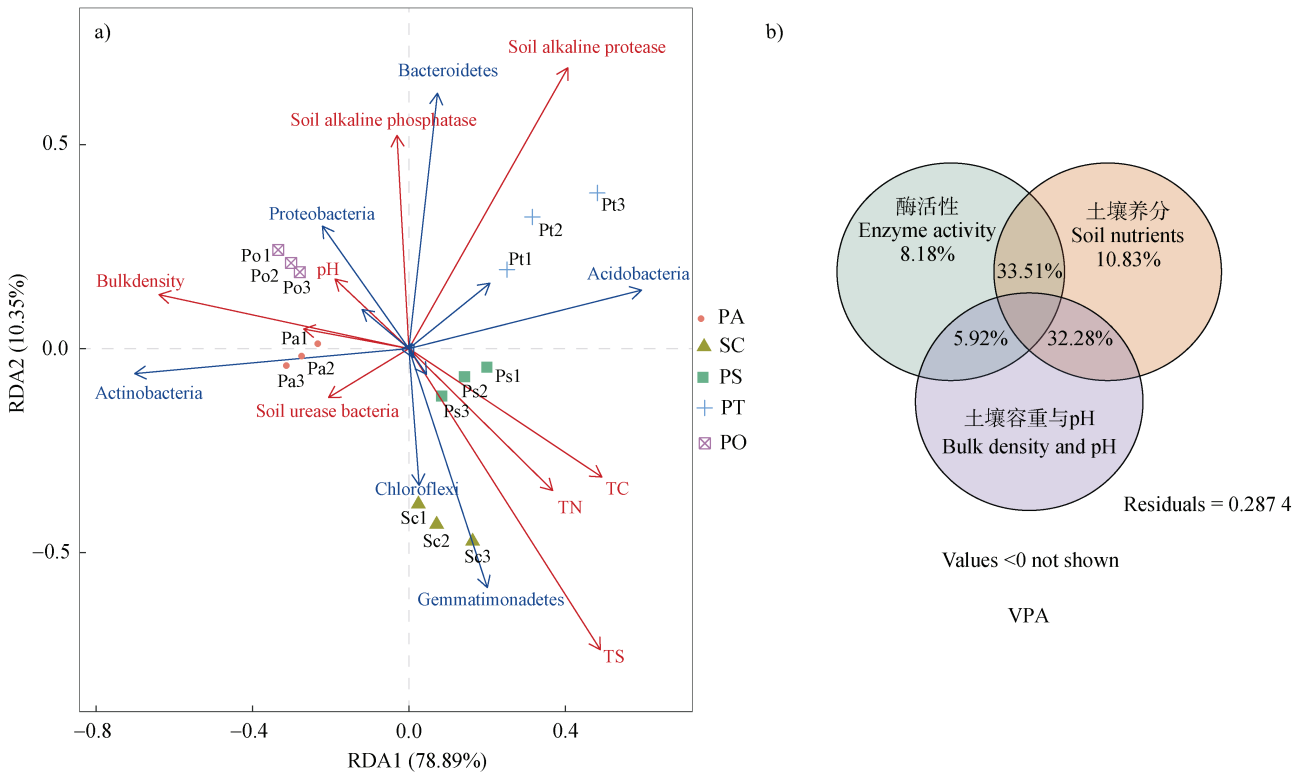 a)
Soil alkaline protease
Bacteroidetes
Soil alkaline phosphatase
Proteobacteria
Pt3
Pt2
Pt1
Po1
Po2
Po3
pH
Acidobacteria
Bulkdensity
Pa1
Pa2
Pa3
Actinobacteria
Soil urease bacteria
Ps1
Ps2
Ps3
Chloroflexi
TC
TN
Sc1
Sc2
Sc3
Gemmatimonadetes
TS
0.5
0.0
−0.5
RDA2 (10.35%)
−0.8
−0.4
0.0
0.4
RDA1 (78.89%)
PA
SC
PS
PT
PO
b)
酶活性
Enzyme activity
8.18%
土壤养分
Soil nutrients
10.83%
33.51%
5.92%
32.28%
土壤容重与pH
Bulk density and pH
Residuals = 0.287 4
Values <0 not shown
VPA